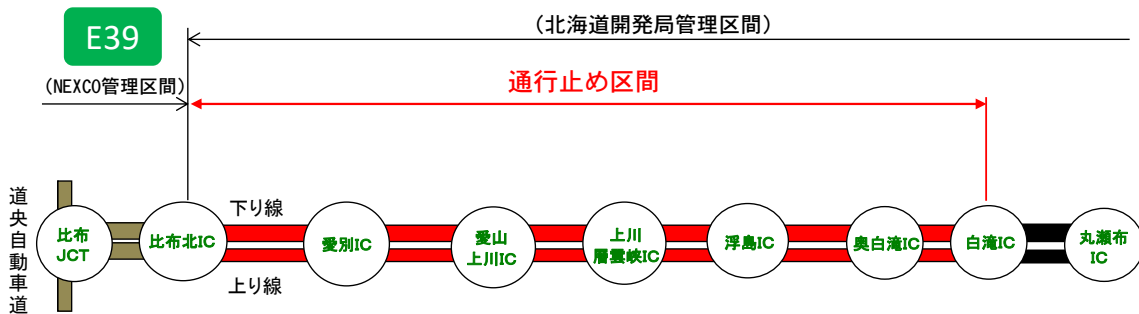 E39
(北海道開発局管理区間)
(NEXCO管理区間)
通行止め区間
道央自動車道
下り線
比布
JCT
比布北IC
愛別IC
愛山
上川IC
上川
層雲峡IC
浮島IC
奥白滝IC
白滝IC
丸瀬布
IC
上り線